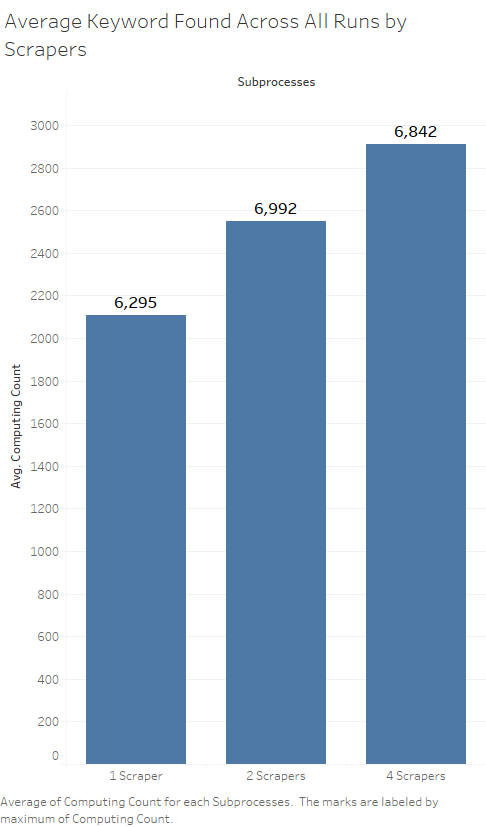 Average Keyword Found Across All Runs by
Scrapers
Subprocesses
Avg. Computing Count
3000
2800
2600
2400
2200
2000
1800
1600
1400
1200
1000
800
600
400
200
0
6,295
6,992
6,842
1 Scraper
2 Scrapers
4 Scrapers
Average of Computing Count for each Subprocesses. The marks are labeled by
maximum of Computing Count.